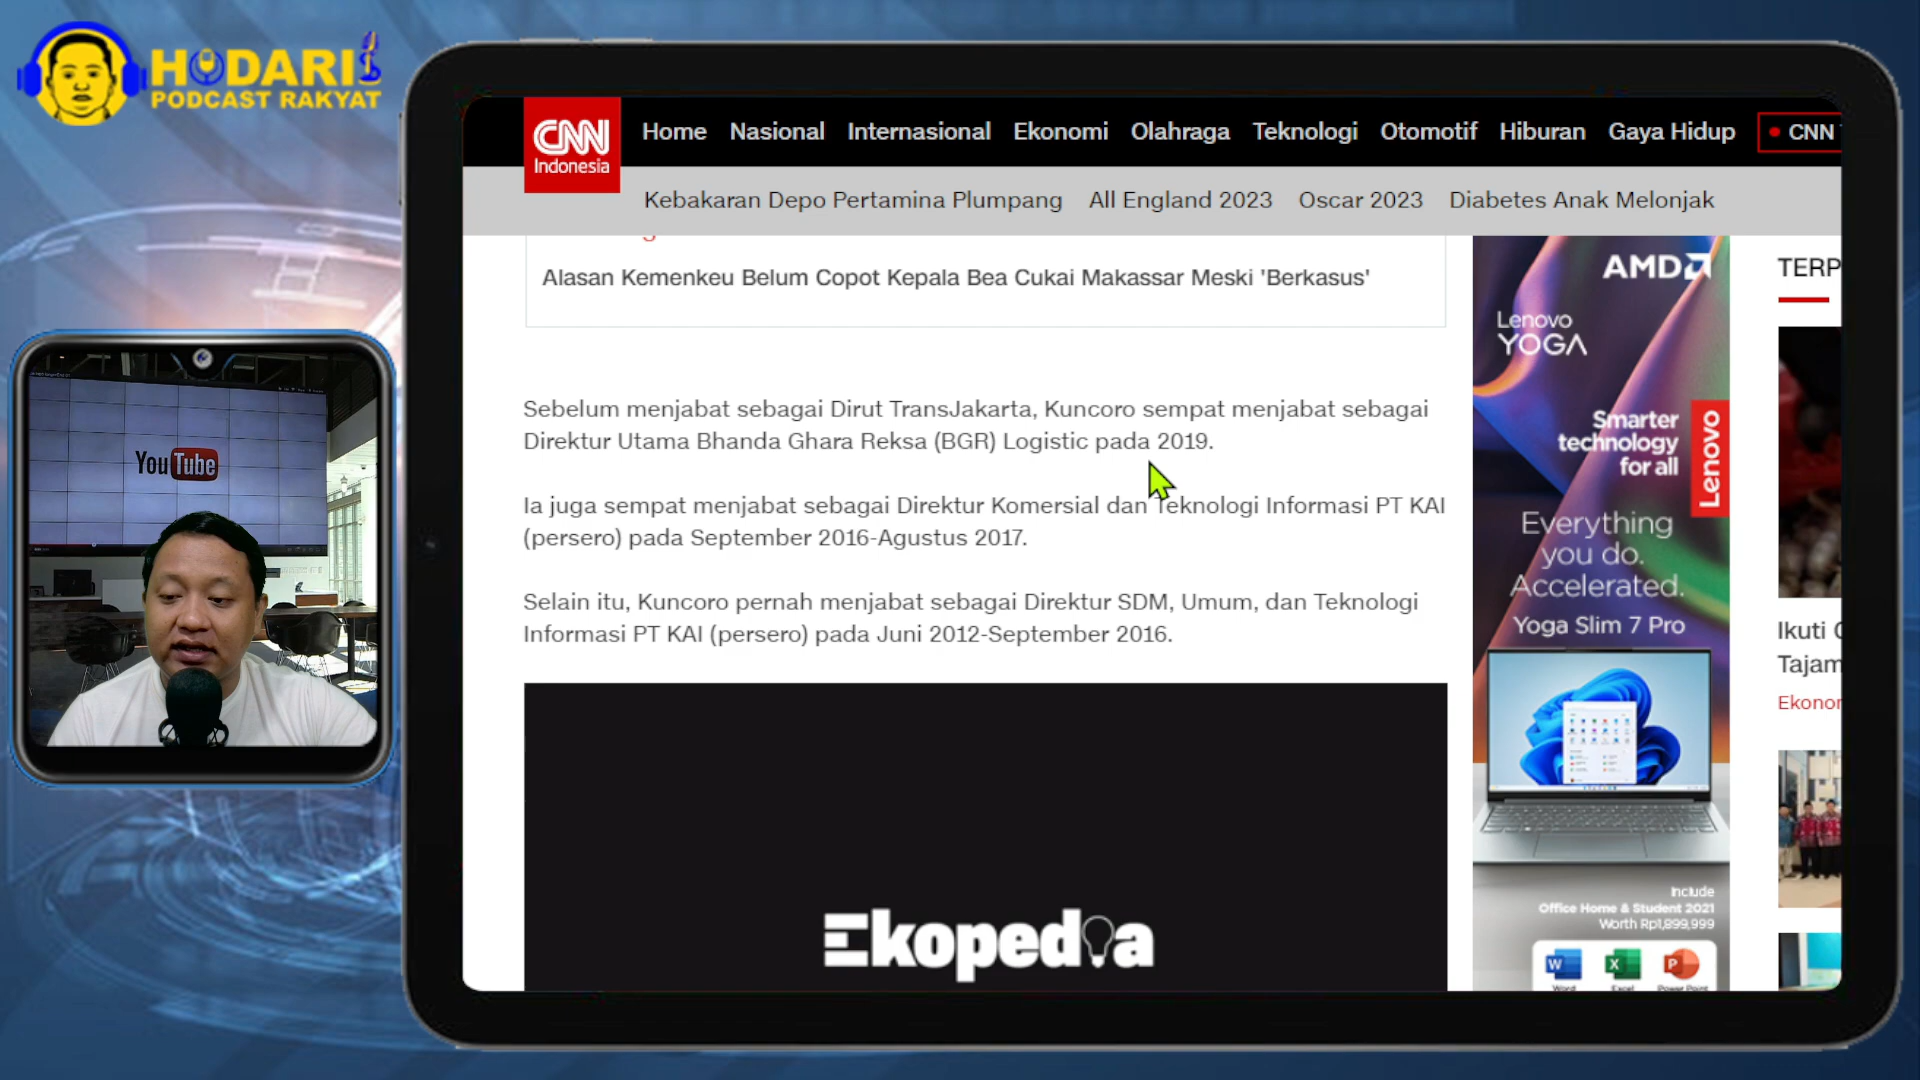 HODARI
PODCAST RAKYAT
YouTube
CNN
Indonesia
Home Nasional Internasional Ekonomi Olahraga Teknologi Otomotif Hiburan Gaya Hidup CNN
Kebakaran Depo Pertamina Plumpang All England 2023 Oscar 2023 Diabetes Anak Melonjak
Alasan Kemenkeu Belum Copot Kepala Bea Cukai Makassar Meski 'Berkasus'
Sebelum menjabat sebagai Dirut TransJakarta, Kuncoro sempat menjabat sebagai
Direktur Utama Bhanda Ghara Reksa (BGR) Logistic pada 2019.
Ia juga sempat menjabat sebagai Direktur Komersial dan Teknologi Informasi PT KAI
(persero) pada September 2016-Agustus 2017.
Selain itu, Kuncoro pernah menjabat sebagai Direktur SDM, Umum, dan Teknologi
Informasi PT KAI (persero) pada Juni 2012-September 2016.
Ekopedia
AMD
Lenovo
YOGA
Smarter
technology
for all
Lenovo
Everything
you do.
Accelerated.
Yoga Slim 7 Pro
Include
Office Home & Student 2021
Worth Rp1,899,999
W X P
Word Excel PowerPoint
TERP
Ikuti
Tajam
Ekonor